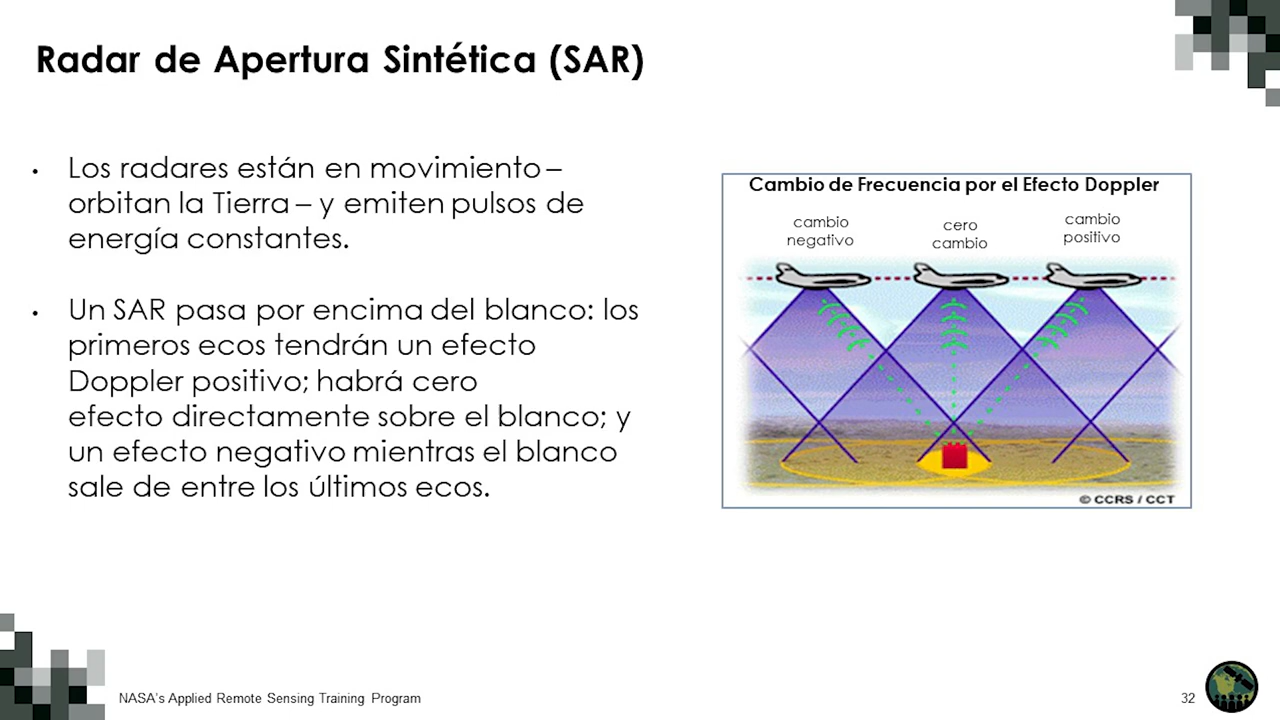 Radar de Apertura Sintética (SAR)
• Los radares están en movimiento –
orbitan la Tierra – y emiten pulsos de
energía constantes.
• Un SAR pasa por encima del blanco: los
primeros ecos tendrán un efecto
Doppler positivo; habrá cero
efecto directamente sobre el blanco; y
un efecto negativo mientras el blanco
sale de entre los últimos ecos.
Cambio de Frecuencia por el Efecto Doppler
cambio
negativo
cero
cambio
cambio
positivo
© CCRS / CCT
NASA's Applied Remote Sensing Training Program
32